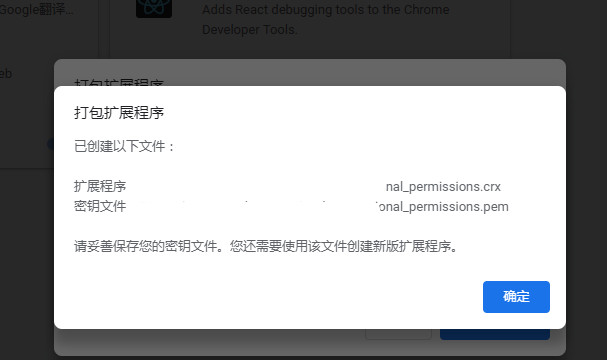 Google翻译...
Adds React debugging tools to the Chrome
Developer Tools.
打包扩展程序
打包扩展程序
已创建以下文件：
扩展程序 nal_permissions.crx
密钥文件 onal_permissions.pem
请妥善保存您的密钥文件。您还需要使用该文件创建新版扩展程序。
确定